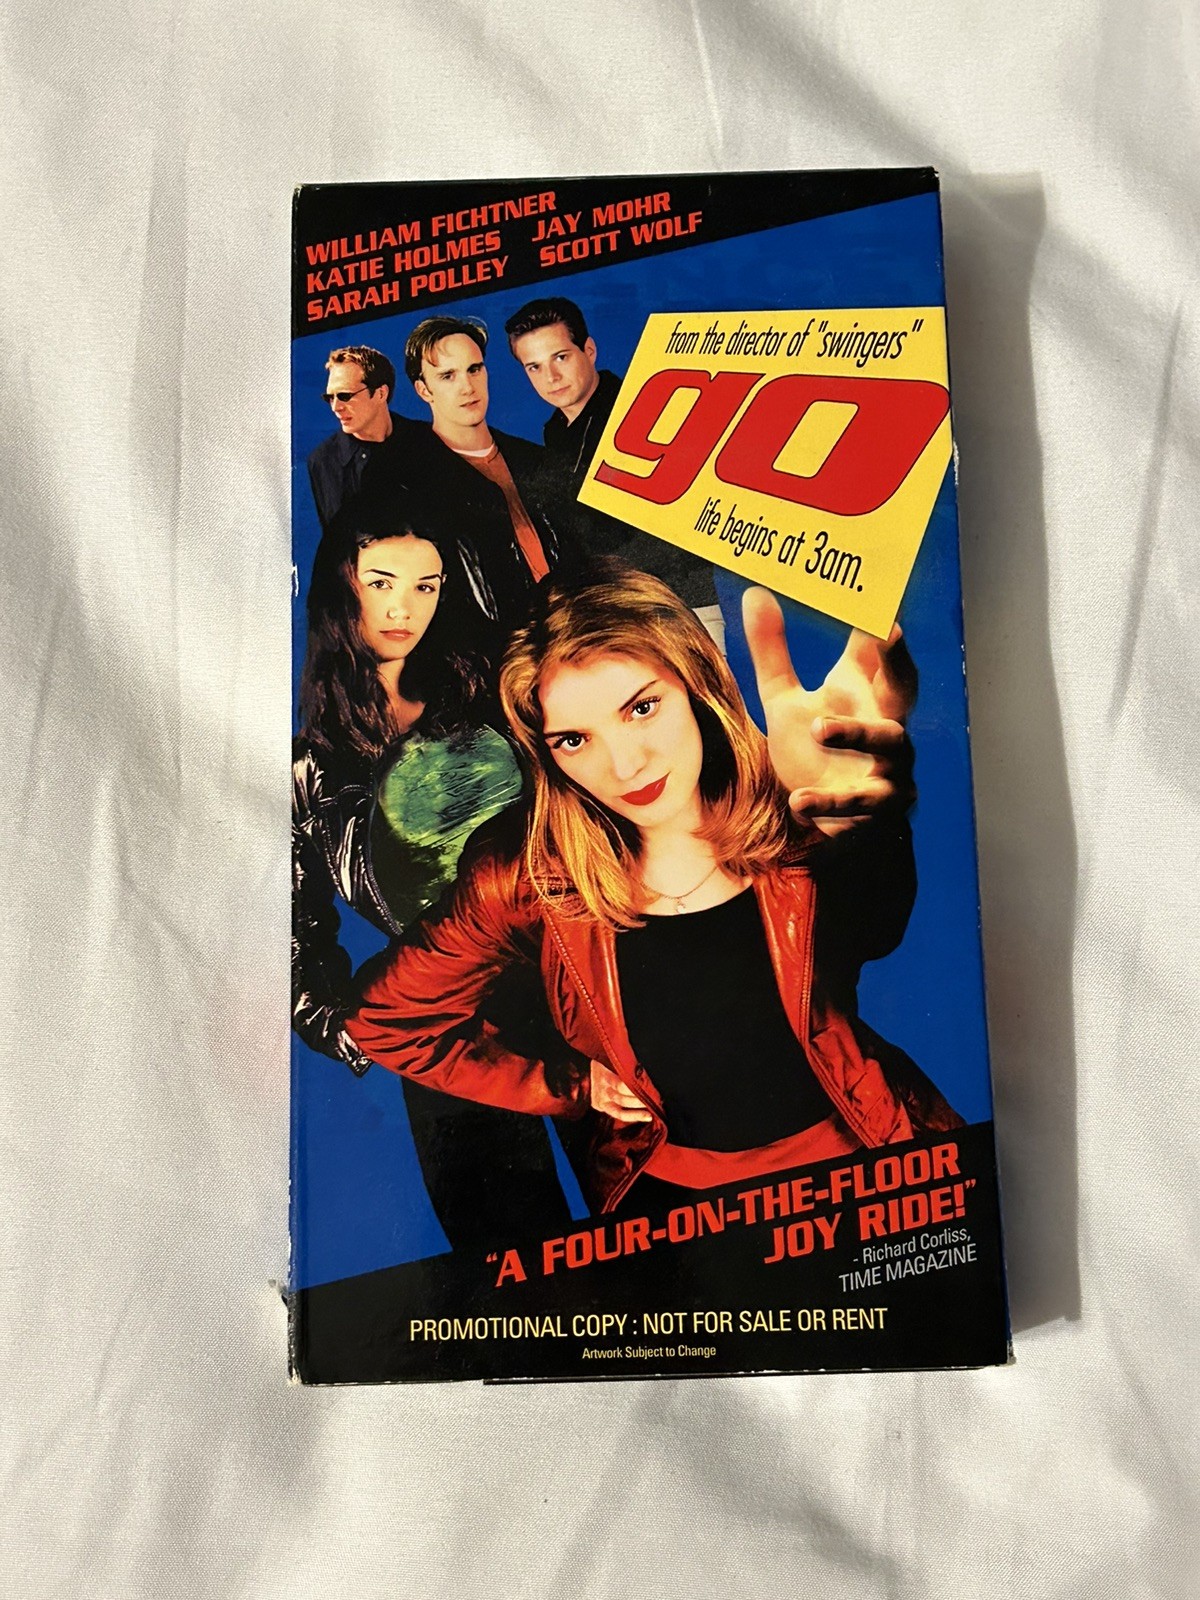 WILLIAM FICHTNER
JAY MOHR
KATIE HOLMES
SCOTT WOLF
SARAH POLLEY
from the director of "swingers"
go
life begins at 3am.
"A FOUR-ON-THE-FLOOR
JOY RIDE!"
- Richard Corliss,
TIME MAGAZINE
PROMOTIONAL COPY : NOT FOR SALE OR RENT
Artwork Subject to Change